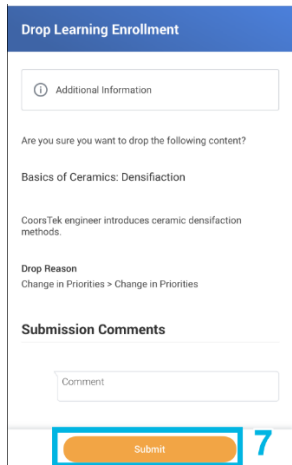 Drop Learning Enrollment
Additional Information
Are you sure you want to drop the following content?
Basics of Ceramics: Densifiaction
CoorsTek engineer introduces ceramic densifaction
methods.
Drop Reason
Change in Priorities > Change in Priorities
Submission Comments
Comment
Submit
7